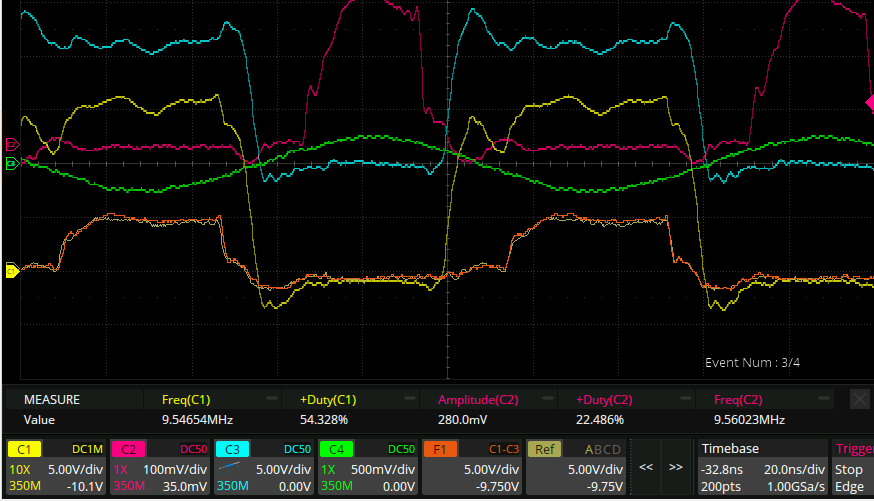 C2
C4
C1
Event Num : 3/4
MEASURE Freq(C1) +Duty(C1) Amplitude(C2) +Duty(C2) Freq(C2)
Value 9.54654MHz 54.328% 280.0mV 22.486% 9.56023MHz
C1 DC1M C2 DC50 C3 DC50 C4 DC50 F1 C1-C3 Ref ABCD Timebase Trigge
10X 5.00V/div 1X 100mV/div 5.00V/div 1X 500mV/div 5.00V/div 5.00V/div << >> -32.8ns 20.0ns/div Stop
350M -10.1V 350M 35.0mV 350M 0.00V 350M 0.00V -9.750V -9.75V 200pts 1.00GSa/s Edge